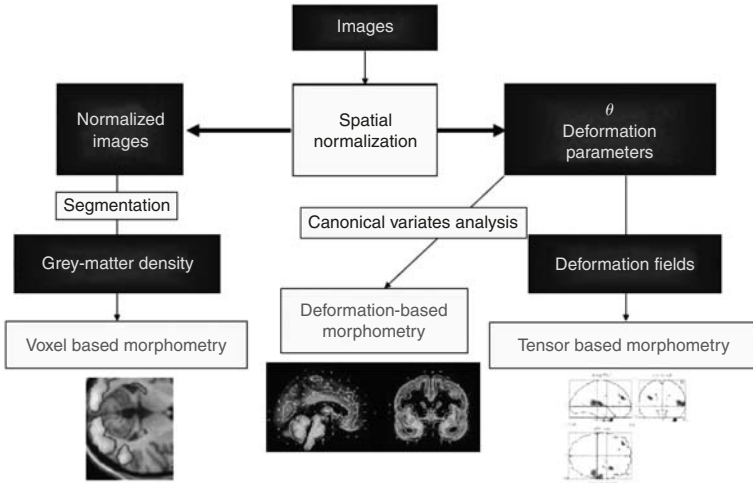 Images
Normalized
images
Spatial
normalization
θ
Deformation
parameters
Segmentation
Canonical variates analysis
Grey-matter density
Deformation fields
Voxel based morphometry
Deformation-based
morphometry
Tensor based morphometry